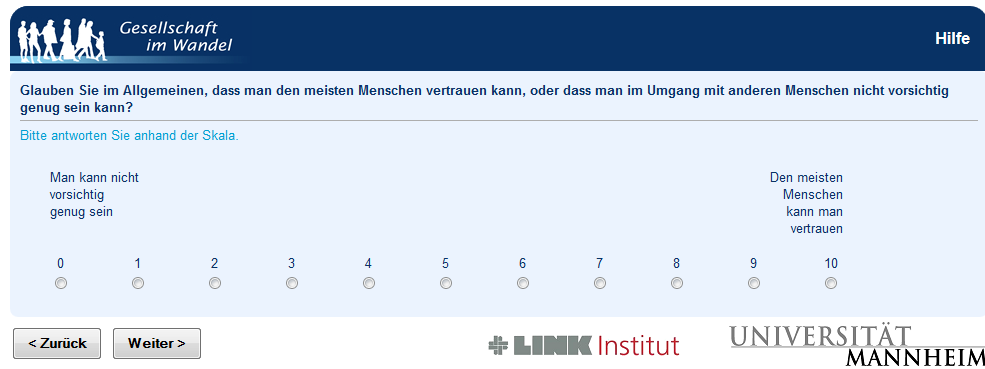 Gesellschaft
im Wandel
Hilfe
Glauben Sie im Allgemeinen, dass man den meisten Menschen vertrauen kann, oder dass man im Umgang mit anderen Menschen nicht vorsichtig
genug sein kann?
Bitte antworten Sie anhand der Skala.
Man kann nicht
vorsichtig
genug sein
Den meisten
Menschen
kann man
vertrauen
0 1 2 3 4 5 6 7 8 9 10
< Zurück Weiter >
LINK Institut
UNIVERSITÄT
MANNHEIM